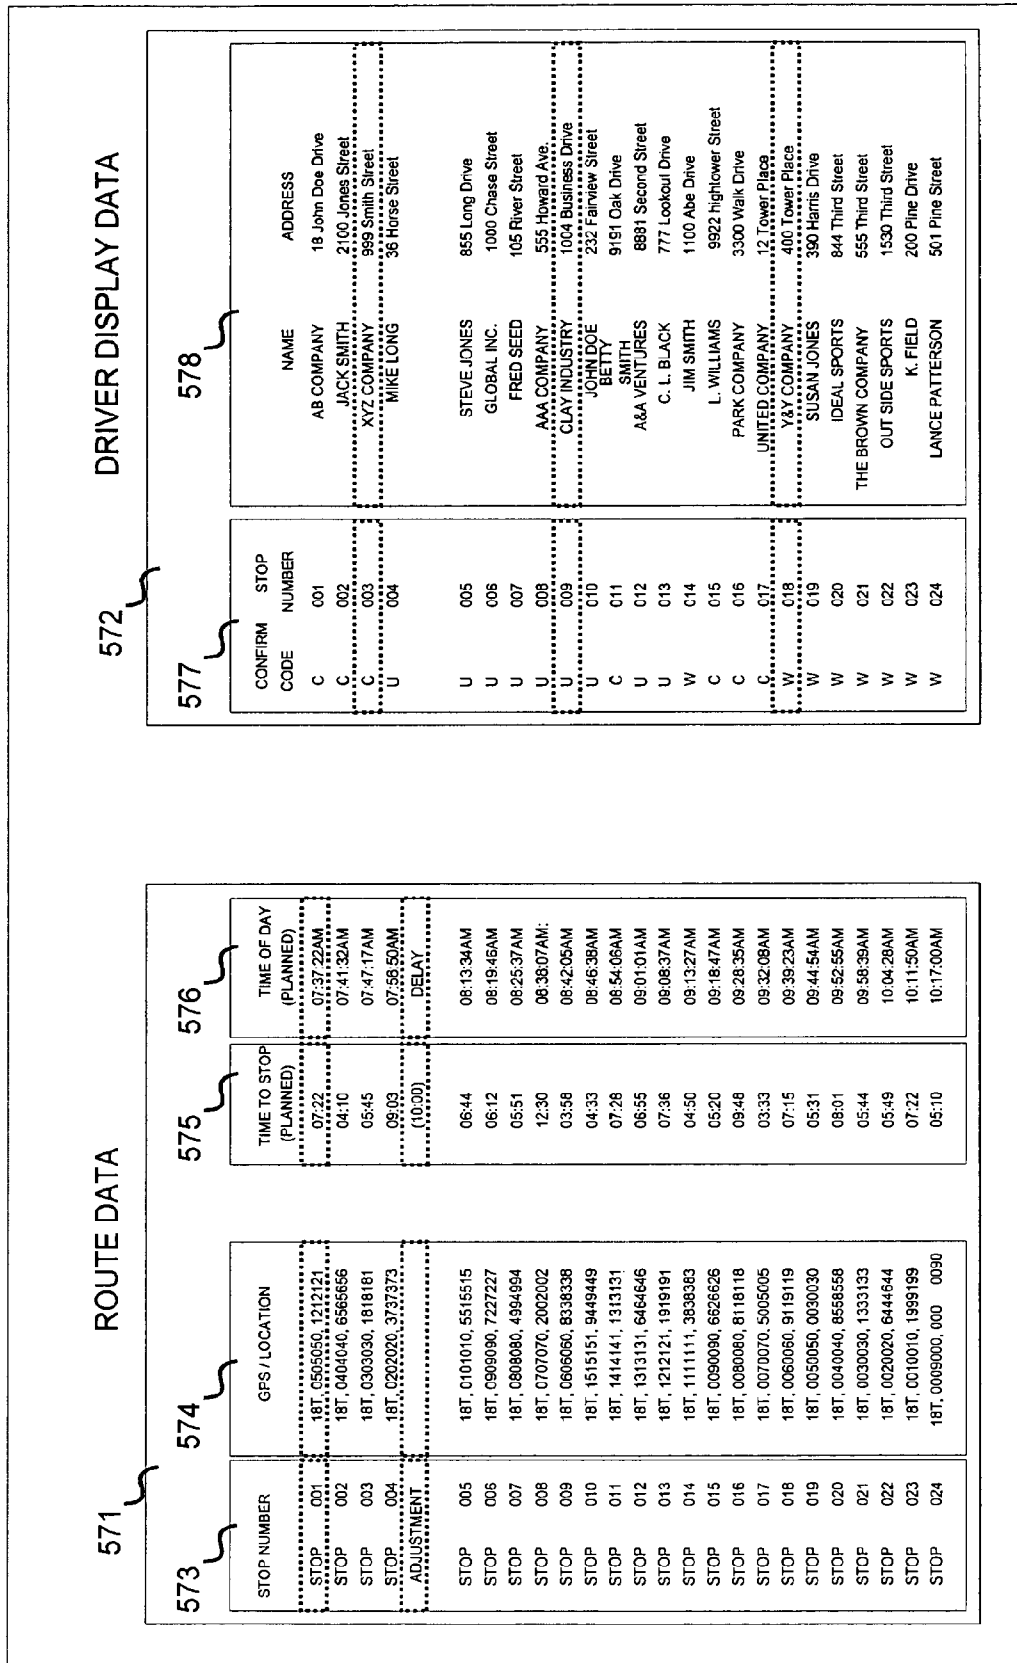 ROUTE DATA
571
573 574 575 576
STOP NUMBER GPS / LOCATION TIME TO STOP (PLANNED) TIME OF DAY (PLANNED)
STOP 001 18T, 0505050, 1212121 07:22 07:37:22AM
STOP 002 18T, 0404040, 6565656 04:10 07:41:32AM
STOP 003 18T, 0303030, 1818181 05:45 07:47:17AM
STOP 004 18T, 0202020, 3737373 09:03 07:56:50AM
ADJUSTMENT (10:00) DELAY
STOP 005 18T, 0101010, 5515515 06:44 08:13:34AM
STOP 006 18T, 0909090, 7227227 06:12 08:19:46AM
STOP 007 18T, 0808080, 4994994 05:51 08:25:37AM
STOP 008 18T, 0707070, 2002002 12:30 08:38:07AM:
STOP 009 18T, 0606060, 8338338 03:58 08:42:05AM
STOP 010 18T, 1515151, 9449449 04:33 08:46:38AM
STOP 011 18T, 1414141, 1313131 07:28 08:54:06AM
STOP 012 18T, 1313131, 6464646 06:55 09:01:01AM
STOP 013 18T, 1212121, 1919191 07:36 09:08:37AM
STOP 014 18T, 1111111, 3838383 04:50 09:13:27AM
STOP 015 18T, 0090090, 6626626 05:20 09:18:47AM
STOP 016 18T, 0080080, 8118118 09:48 09:28:35AM
STOP 017 18T, 0070070, 5005005 03:33 09:32:08AM
STOP 018 18T, 0060060, 9119119 07:15 09:39:23AM
STOP 019 18T, 0050050, 0030030 05:31 09:44:54AM
STOP 020 18T, 0040040, 8558558 08:01 09:52:55AM
STOP 021 18T, 0030030, 1333133 05:44 09:58:39AM
STOP 022 18T, 0020020, 6444644 05:49 10:04:28AM
STOP 023 18T, 0010010, 1999199 07:22 10:11:50AM
STOP 024 18T, 0009000, 000 0090 05:10 10:17:00AM
DRIVER DISPLAY DATA
572
577 578
CONFIRM CODE STOP NUMBER NAME ADDRESS
C 001 AB COMPANY 18 John Doe Drive
C 002 JACK SMITH 2100 Jones Street
C 003 XYZ COMPANY 999 Smith Street
U 004 MIKE LONG 36 Horse Street
U 005 STEVE JONES 855 Long Drive
U 006 GLOBAL INC. 1000 Chase Street
U 007 FRED SEED 105 River Street
U 008 AAA COMPANY 555 Howard Ave.
U 009 CLAY INDUSTRY 1004 Business Drive
U 010 JOHN DOE 232 Fairview Street
C 011 BETTY SMITH 9191 Oak Drive
U 012 A&A VENTURES 8881 Second Street
U 013 C. L. BLACK 777 Lookoul Drive
W 014 JIM SMITH 1100 Abe Drive
C 015 L. WILLIAMS 9922 hightower Street
C 016 PARK COMPANY 3300 Walk Drive
C 017 UNITED COMPANY 12 Tower Place
W 018 Y&Y COMPANY 400 Tower Place
W 019 SUSAN JONES 390 Harris Drive
W 020 IDEAL SPORTS 844 Third Street
W 021 THE BROWN COMPANY 555 Third Street
W 022 OUT SIDE SPORTS 1530 Third Street
W 023 K. FIELD 200 Pine Drive
W 024 LANCE PATTERSON 501 Pine Street